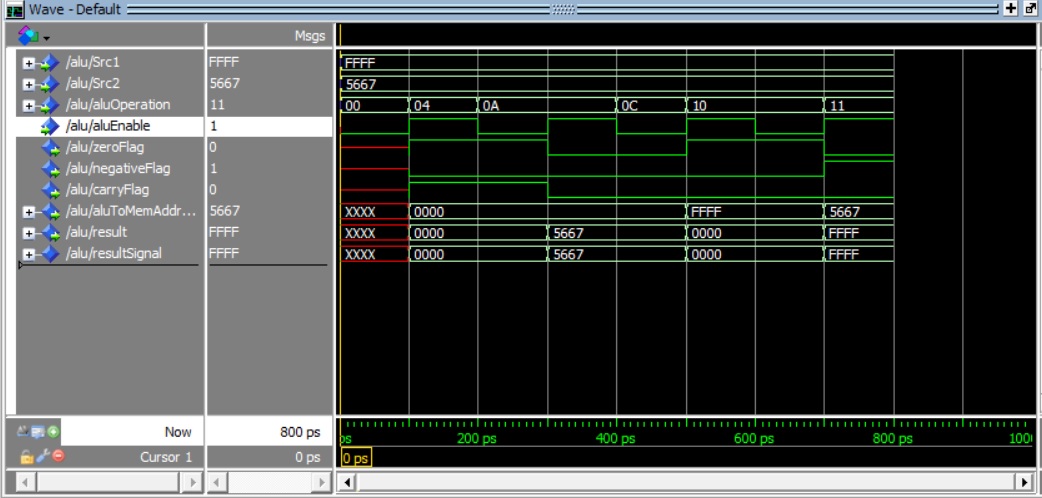 Wave - Default
Msgs
/alu/Src1 FFFF FFFF
/alu/Src2 5667 5667
/alu/aluOperation 11 00 04 0A 0C 10 11
/alu/aluEnable 1
/alu/zeroFlag 0
/alu/negativeFlag 1
/alu/carryFlag 0
/alu/aluToMemAddr... 5667 XXXX 0000 FFFF 5667
/alu/result FFFF XXXX 0000 5667 0000 FFFF
/alu/resultSignal FFFF XXXX 0000 5667 0000 FFFF
Now 800 ps ps 200 ps 400 ps 600 ps 800 ps 100
Cursor 1 0 ps 0 ps